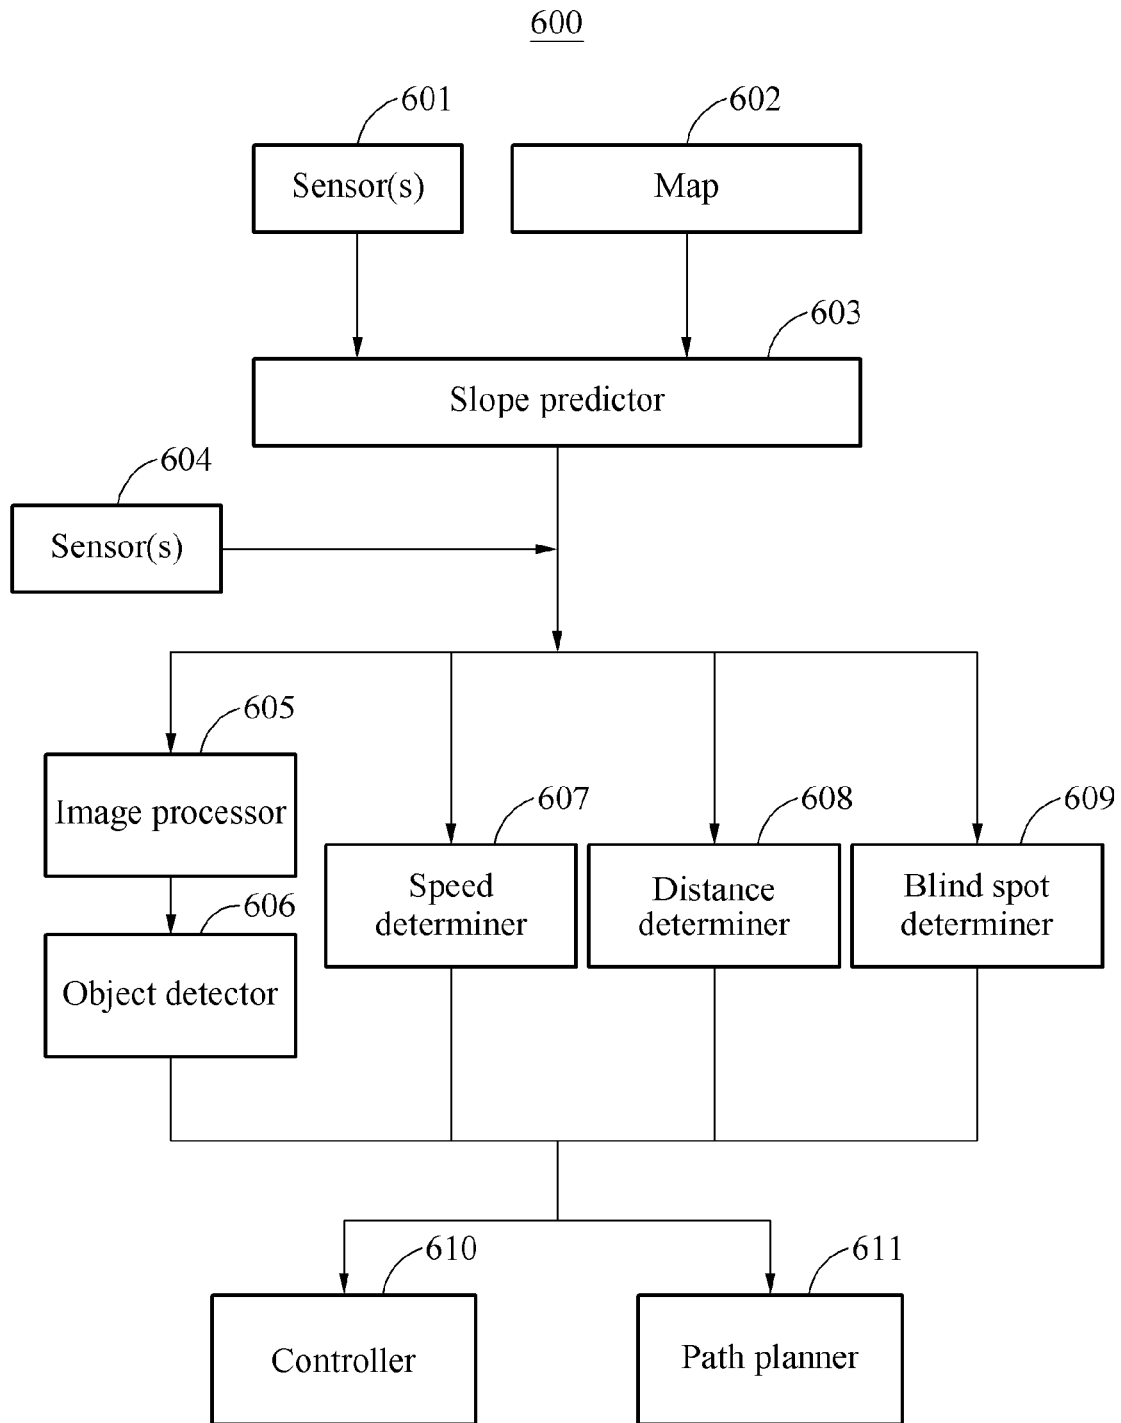 600
601
602
Sensor(s)
Map
603
Slope predictor
604
Sensor(s)
605
Image processor
607
608
609
Speed
determiner
Distance
determiner
Blind spot
determiner
606
Object detector
610
611
Controller
Path planner